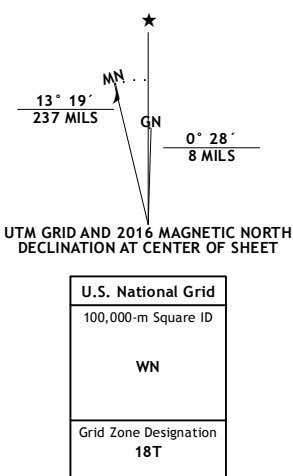 MN
GN
13° 19´
237 MILS
0° 28´
8 MILS
UTM GRID AND 2016 MAGNETIC NORTH
DECLINATION AT CENTER OF SHEET
U.S. National Grid
100,000-m Square ID
WN
Grid Zone Designation
18T